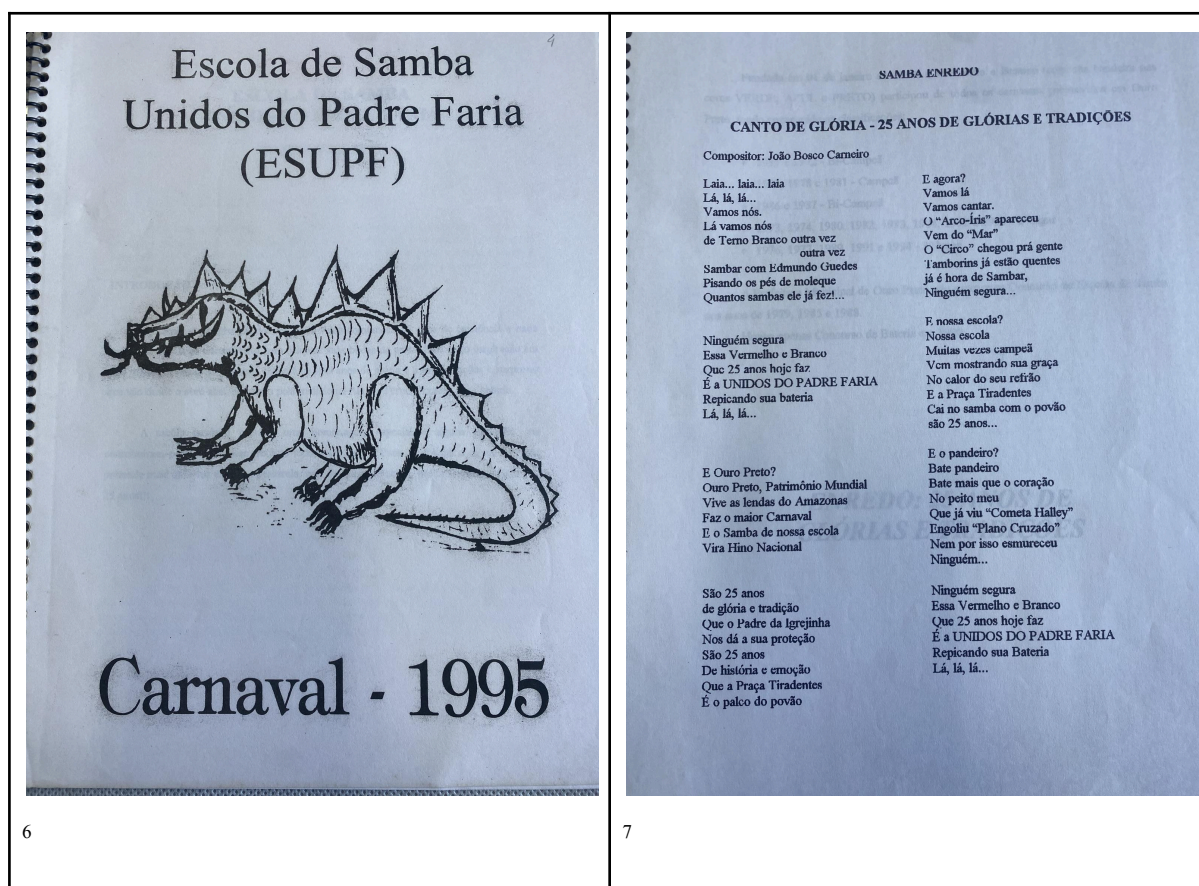 4
Escola de Samba
Unidos do Padre Faria
(ESUPF)
Carnaval - 1995
6
SAMBA ENREDO
CANTO DE GLÓRIA - 25 ANOS DE GLÓRIAS E TRADIÇÕES
Compositor: João Bosco Carneiro
Laia... laia... laia
Lá, lá, lá...
Vamos nós.
Lá vamos nós
de Terno Branco outra vez
outra vez
Sambar com Edmundo Guedes
Pisando os pés de moleque
Quantos sambas ele já fez!...
Ninguém segura
Essa Vermelho e Branco
Que 25 anos hoje faz
É a UNIDOS DO PADRE FARIA
Repicando sua bateria
Lá, lá, lá...
E Ouro Preto?
Ouro Preto, Patrimônio Mundial
Vive as lendas do Amazonas
Faz o maior Carnaval
E o Samba de nossa escola
Vira Hino Nacional
São 25 anos
de glória e tradição
Que o Padre da Igrejinha
Nos dá a sua proteção
São 25 anos
De história e emoção
Que a Praça Tiradentes
É o palco do povão
E agora?
Vamos lá
Vamos cantar.
O “Arco-Íris” apareceu
Vem do “Mar”
O “Circo” chegou prá gente
Tamborins já estão quentes
já é hora de Sambar,
Ninguém segura...
E nossa escola?
Nossa escola
Muitas vezes campeã
Vem mostrando sua graça
No calor do seu refrão
E a Praça Tiradentes
Cai no samba com o povão
são 25 anos...
E o pandeiro?
Bate pandeiro
Bate mais que o coração
No peito meu
Que já viu “Cometa Halley”
Engoliu “Plano Cruzado”
Nem por isso esmureceu
Ninguém...
Ninguém segura
Essa Vermelho e Branco
Que 25 anos hoje faz
É a UNIDOS DO PADRE FARIA
Repicando sua Bateria
Lá, lá, lá...
7